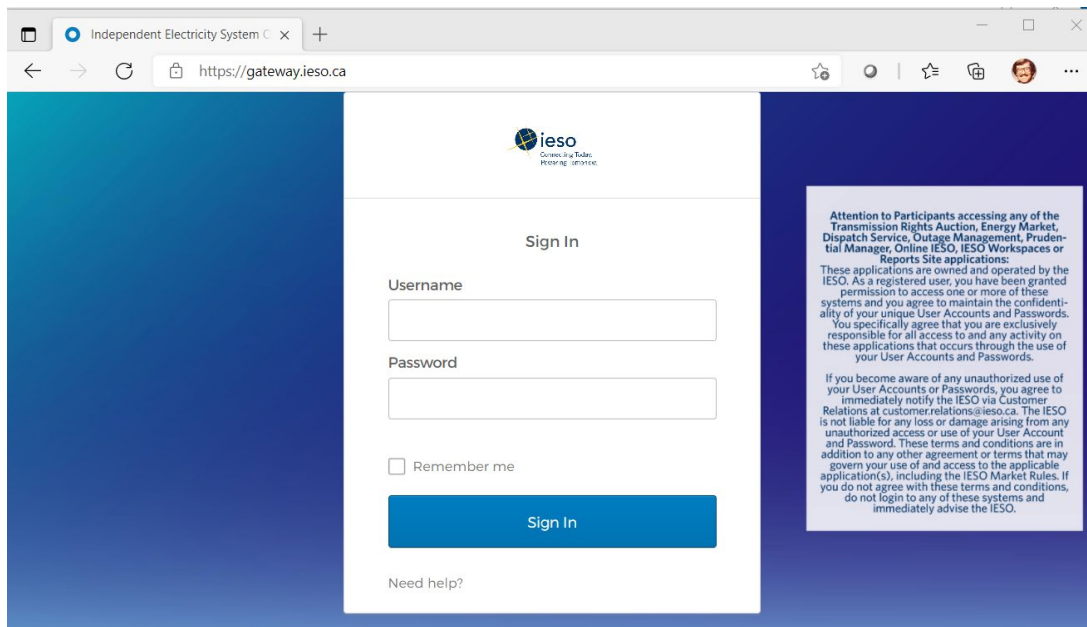 Independent Electricity System
https://gateway.ieso.ca
ieso
Connecting Today.
Powering Tomorrow.
Sign In
Username
Password
Remember me
Sign In
Need help?
Attention to Participants accessing any of the
Transmission Rights Auction, Energy Market,
Dispatch Service, Outage Management, Pruden-
tial Manager, Online IESO, IESO Workspaces or
Reports Site applications:
These applications are owned and operated by the
IESO. As a registered user, you have been granted
permission to access one or more of these
systems and you agree to maintain the confidenti-
ality of your unique User Accounts and Passwords.
You specifically agree that you are exclusively
responsible for all access to and any activity on
these applications that occurs through the use of
your User Accounts and Passwords.
If you become aware of any unauthorized use of
your User Accounts or Passwords, you agree to
immediately notify the IESO via Customer
Relations at customer.relations@ieso.ca. The IESO
is not liable for any loss or damage arising from any
unauthorized access or use of your User Account
and Password. These terms and conditions are in
addition to any other agreement or terms that may
govern your use of and access to the applicable
application(s), including the IESO Market Rules. If
you do not agree with these terms and conditions,
do not login to any of these systems and
immediately advise the IESO.